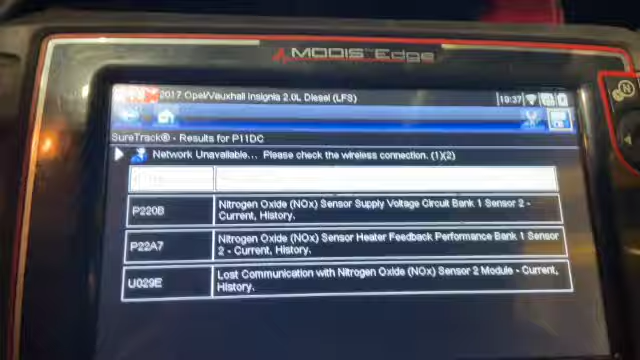 MODIS Edge
2017 Opel/Vauxhall Insignia 2.0L Diesel (LFS)
19:37
SureTrack® - Results for P11DC
Network Unavailable... Please check the wireless connection. (1)(2)
P220B
Nitrogen Oxide (NOx) Sensor Supply Voltage Circuit Bank 1 Sensor 2 -
Current, History.
P22A7
Nitrogen Oxide (NOx) Sensor Heater Feedback Performance Bank 1 Sensor
2 - Current, History.
U029E
Lost Communication with Nitrogen Oxide (NOx) Sensor 2 Module - Current,
History.
N